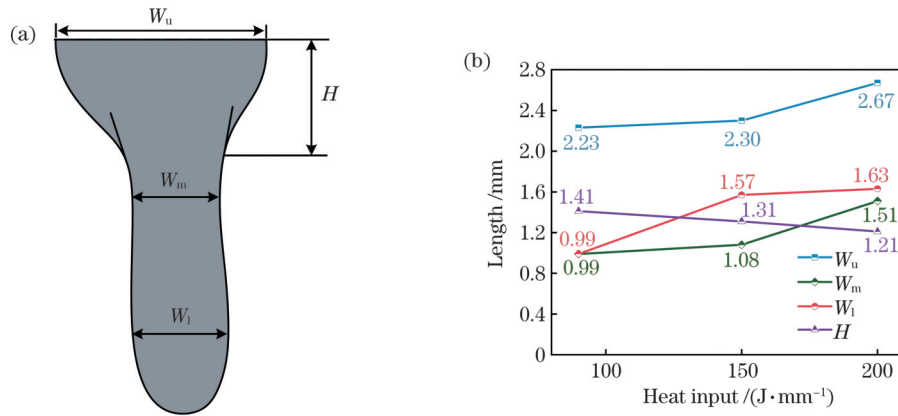 (a)
Wu
H
Wm
Wl
(b)
Length /mm
2.8
2.4
2.0
1.6
1.2
0.8
0.4
0
2.23
2.30
2.67
1.41
1.57
1.63
1.31
1.51
0.99
0.99
1.08
1.21
Wu
Wm
Wl
H
100
150
200
Heat input /(J·mm⁻¹)